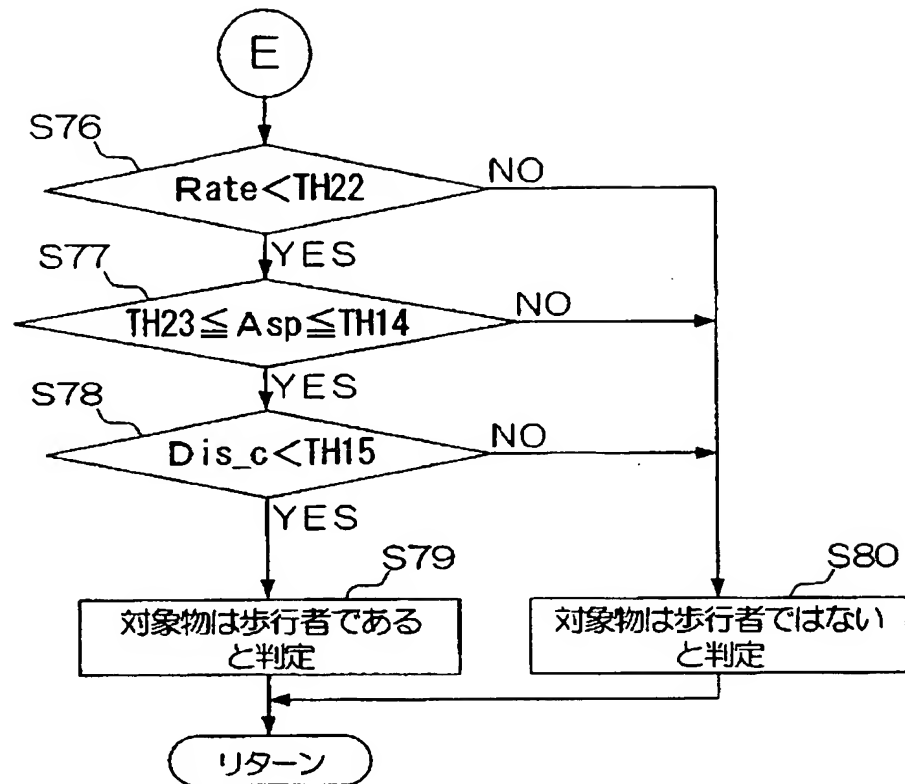 E
S76
Rate<TH22
NO
YES
S77
TH23≦Asp≦TH14
NO
YES
S78
Dis_c<TH15
NO
YES
S79
対象物は歩行者である
と判定
S80
対象物は歩行者ではない
と判定
リターン